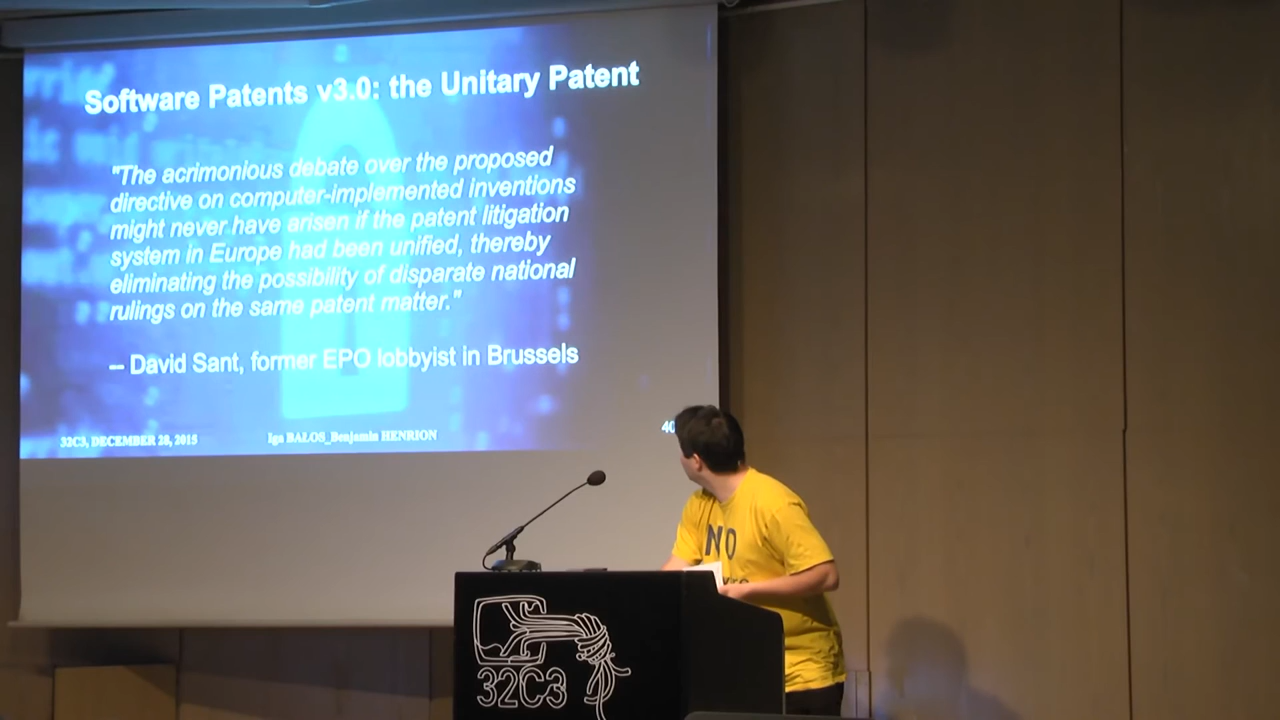 Software Patents v3.0: the Unitary Patent
"The acrimonious debate over the proposed
directive on computer-implemented inventions
might never have arisen if the patent litigation
system in Europe had been unified, thereby
eliminating the possibility of disparate national
rulings on the same patent matter."
– David Sant, former EPO lobbyist in Brussels
32C3, DECEMBER 28, 2015
Iga BAŁOS_Benjamin HENRION
40
NO
32C3